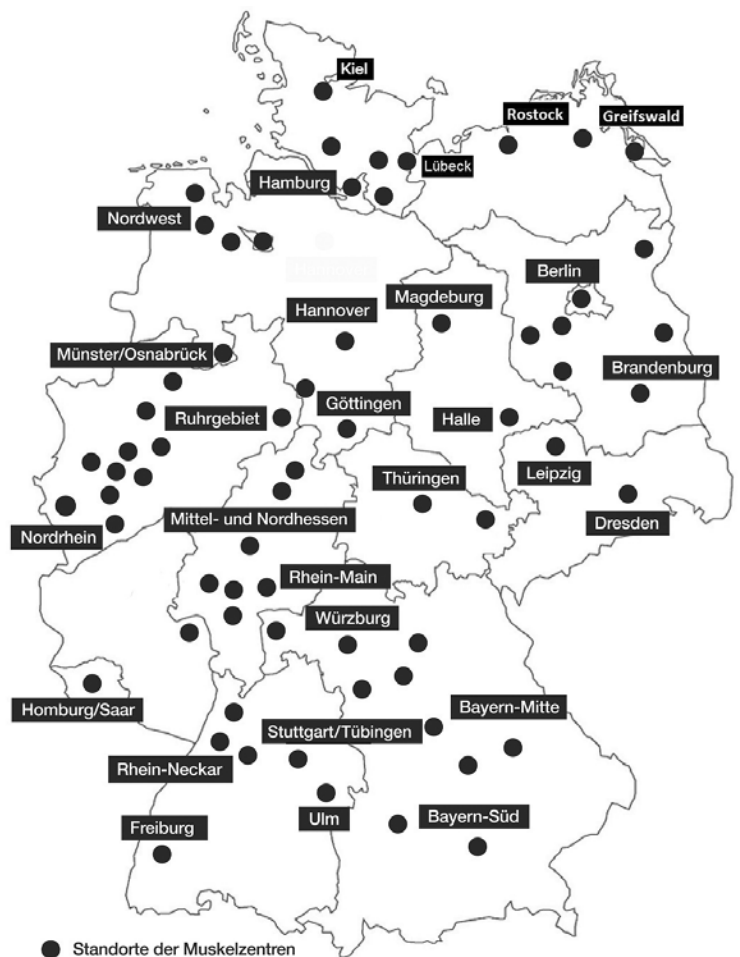 Kiel
Rostock
Greifswald
Lübeck
Hamburg
Nordwest
Berlin
Magdeburg
Hannover
Münster/Osnabrück
Brandenburg
Göttingen
Ruhrgebiet
Halle
Leipzig
Thüringen
Dresden
Mittel- und Nordhessen
Nordrhein
Rhein-Main
Würzburg
Homburg/Saar
Bayern-Mitte
Stuttgart/Tübingen
Rhein-Neckar
Ulm
Bayern-Süd
Freiburg
Standorte der Muskelzentren